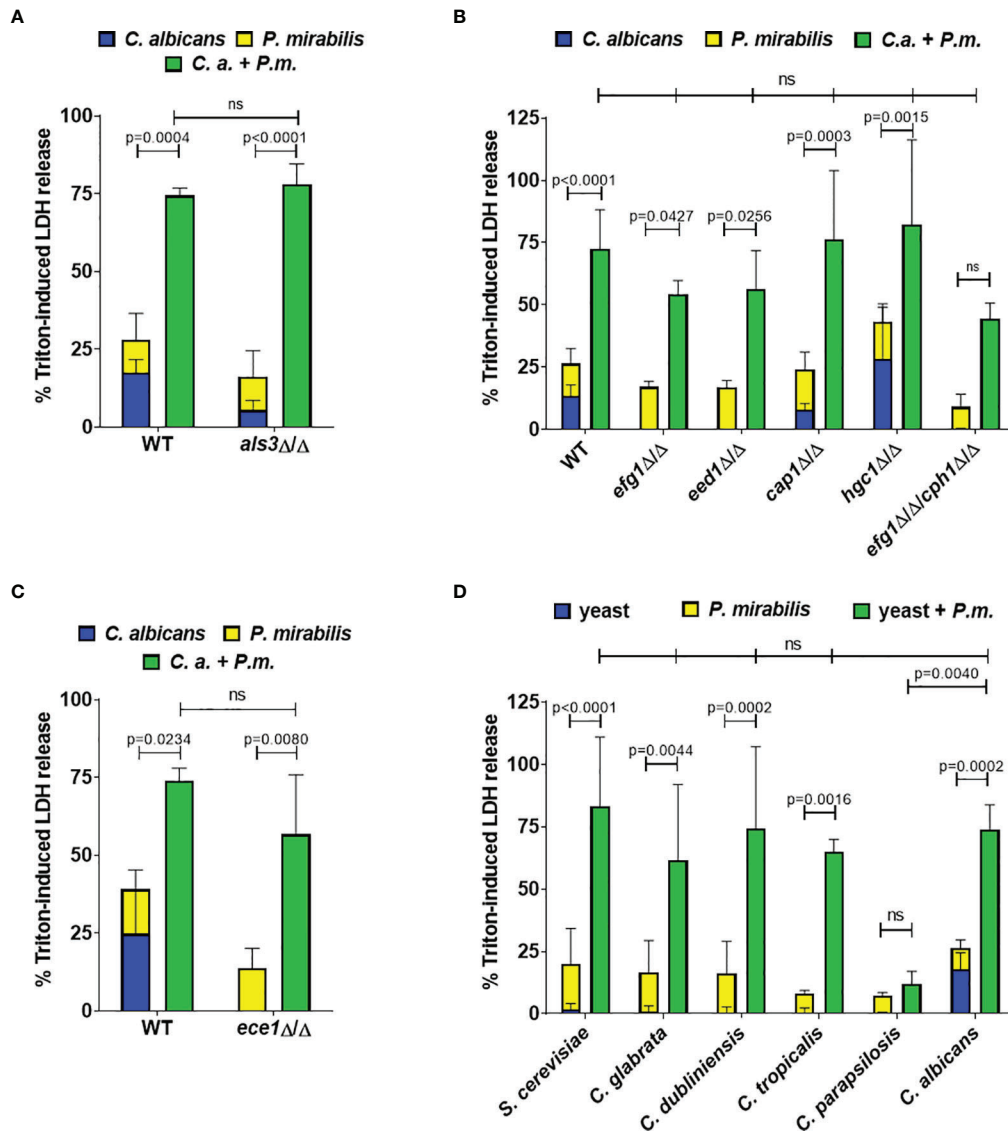 A
C. albicans P. mirabilis
C. a. + P.m.
ns
p=0.0004 p<0.0001
% Triton-induced LDH release
100
75
50
25
0
WT als3Δ/Δ
B
C. albicans P. mirabilis C.a. + P.m.
ns
p<0.0001 p=0.0427 p=0.0256 p=0.0003 p=0.0015 ns
% Triton-induced LDH release
125
100
75
50
25
0
WT efg1Δ/Δ eed1Δ/Δ cap1Δ/Δ hgc1Δ/Δ efg1Δ/Δ/cph1Δ/Δ
C
C. albicans P. mirabilis
C. a. + P.m.
ns
p=0.0234 p=0.0080
% Triton-induced LDH release
100
75
50
25
0
WT ece1Δ/Δ
D
yeast P. mirabilis yeast + P.m.
ns
p=0.0040
p<0.0001 p=0.0044 p=0.0002 p=0.0016 ns p=0.0002
% Triton-induced LDH release
125
100
75
50
25
0
S. cerevisiae C. glabrata C. dubliniensis C. tropicalis C. parapsilosis C. albicans